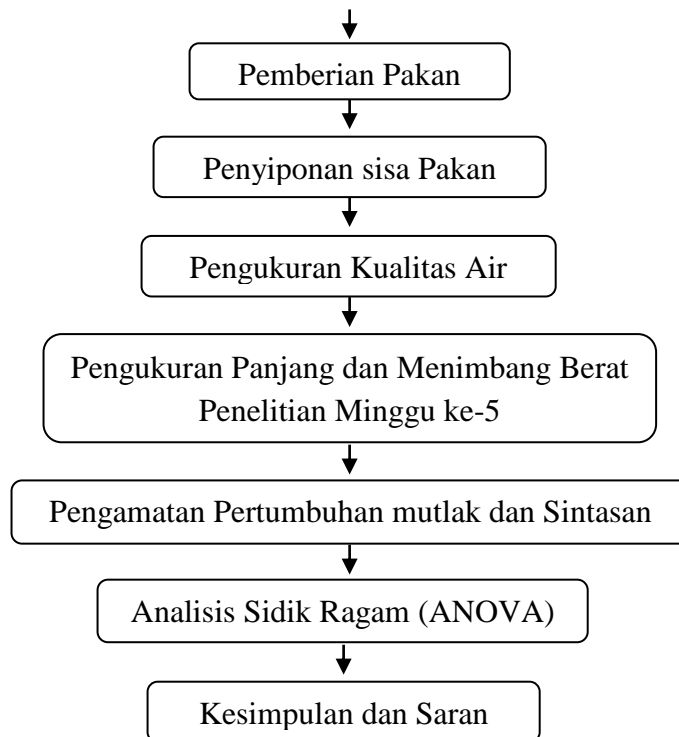 Pemberian Pakan
Penyiponan sisa Pakan
Pengukuran Kualitas Air
Pengukuran Panjang dan Menimbang Berat
Penelitian Minggu ke-5
Pengamatan Pertumbuhan mutlak dan Sintasan
Analisis Sidik Ragam (ANOVA)
Kesimpulan dan Saran